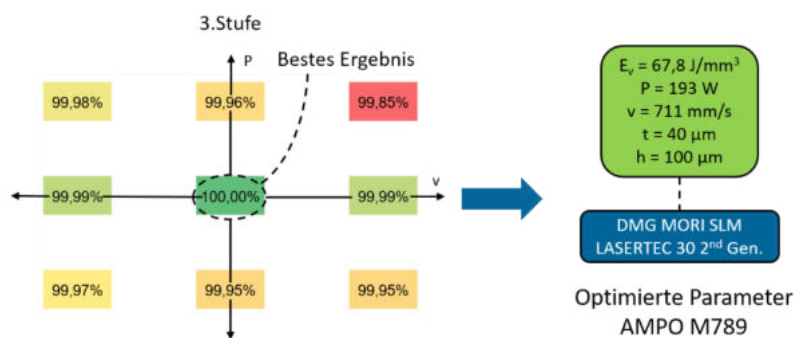 3.Stufe
P
Bestes Ergebnis
99,98%
99,96%
99,85%
99,99%
100,00%
99,99%
v
99,97%
99,95%
99,95%
Eᵥ = 67,8 J/mm³
P = 193 W
v = 711 mm/s
t = 40 µm
h = 100 µm
DMG MORI SLM
LASERTEC 30 2ⁿᵈ Gen.
Optimierte Parameter
AMPO M789